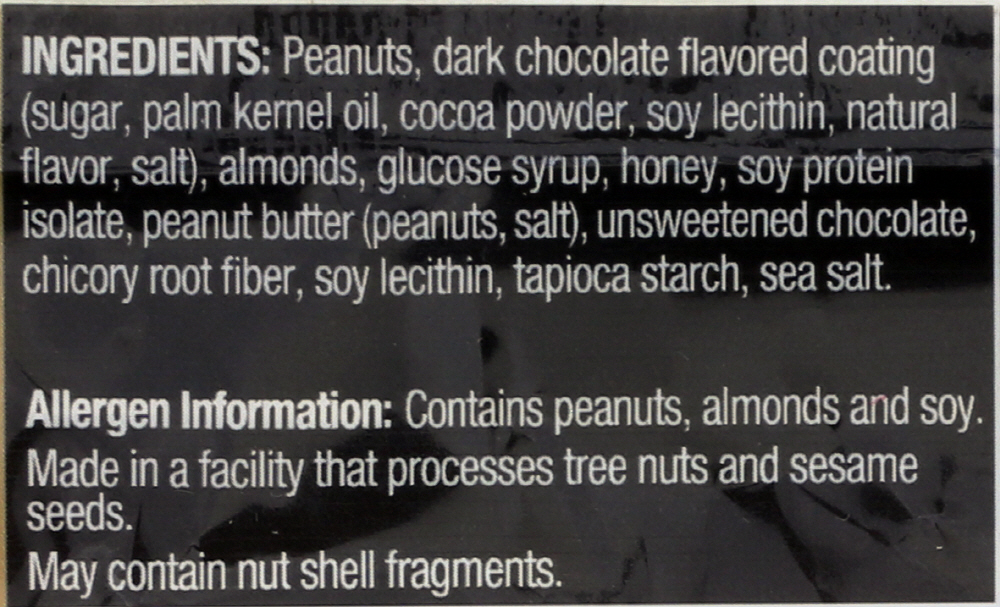 INGREDIENTS: Peanuts, dark chocolate flavored coating
(sugar, palm kernel oil, cocoa powder, soy lecithin, natural
flavor, salt), almonds, glucose syrup, honey, soy protein
isolate, peanut butter (peanuts, salt), unsweetened chocolate,
chicory root fiber, soy lecithin, tapioca starch, sea salt.
Allergen Information: Contains peanuts, almonds and soy.
Made in a facility that processes tree nuts and sesame
seeds.
May contain nut shell fragments.